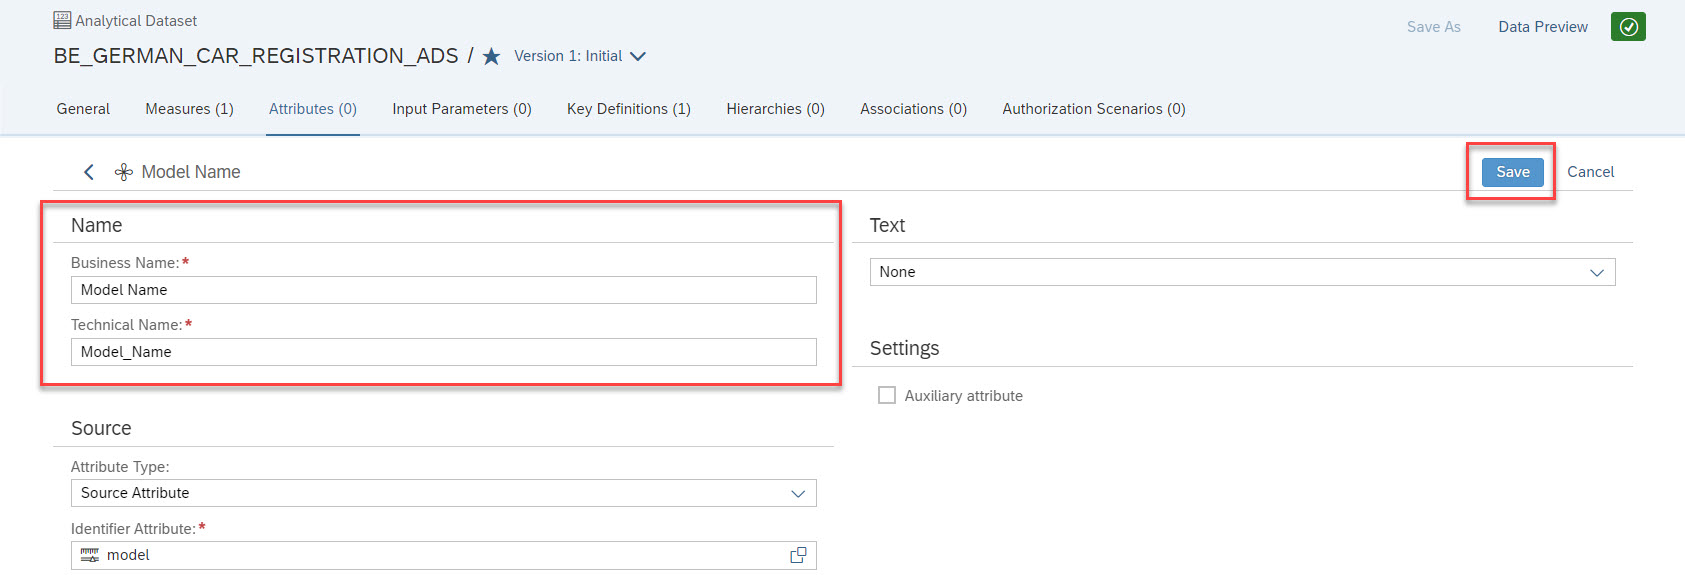 Analytical Dataset
Save As
Data Preview
BE_GERMAN_CAR_REGISTRATION_ADS / Version 1: Initial
General Measures (1) Attributes (0) Input Parameters (0) Key Definitions (1) Hierarchies (0) Associations (0) Authorization Scenarios (0)
Model Name
Save
Cancel
Name
Business Name:*
Model Name
Technical Name:*
Model_Name
Source
Attribute Type:
Source Attribute
Identifier Attribute:*
model
Text
None
Settings
Auxiliary attribute